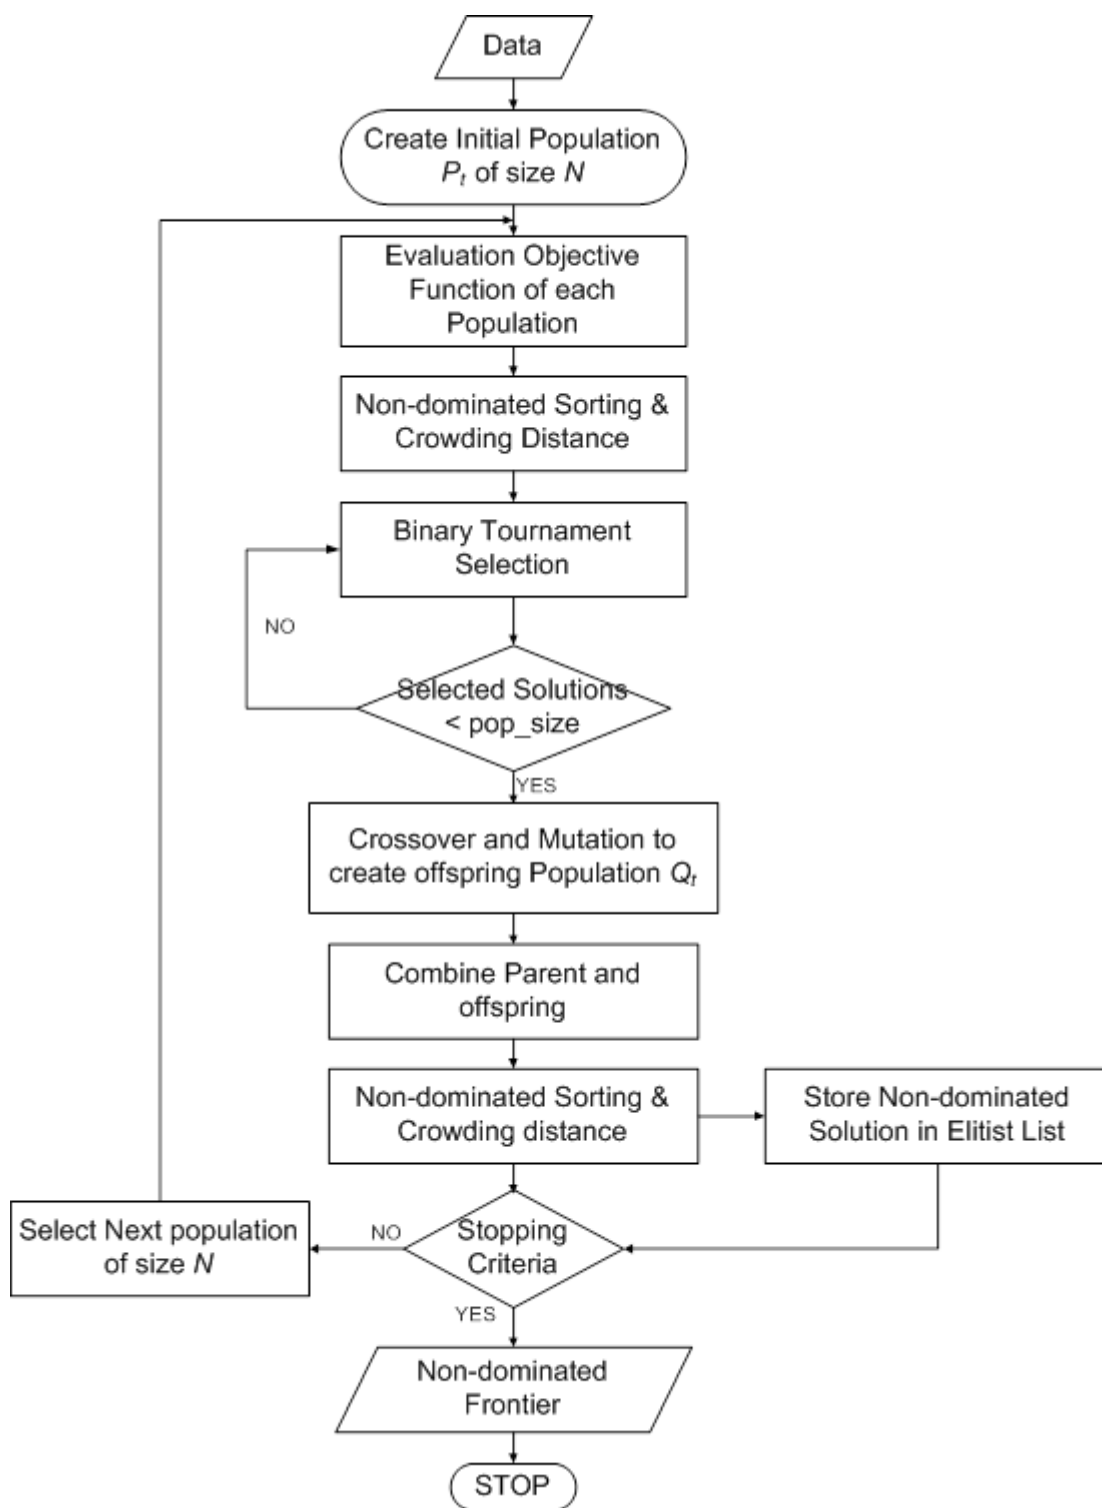 Data
Create Initial Population
Pt of size N
Evaluation Objective
Function of each
Population
Non-dominated Sorting &
Crowding Distance
Binary Tournament
Selection
NO
Selected Solutions
< pop_size
YES
Crossover and Mutation to
create offspring Population Qt
Combine Parent and
offspring
Non-dominated Sorting &
Crowding distance
Store Non-dominated
Solution in Elitist List
Select Next population
of size N
NO
Stopping
Criteria
YES
Non-dominated
Frontier
STOP